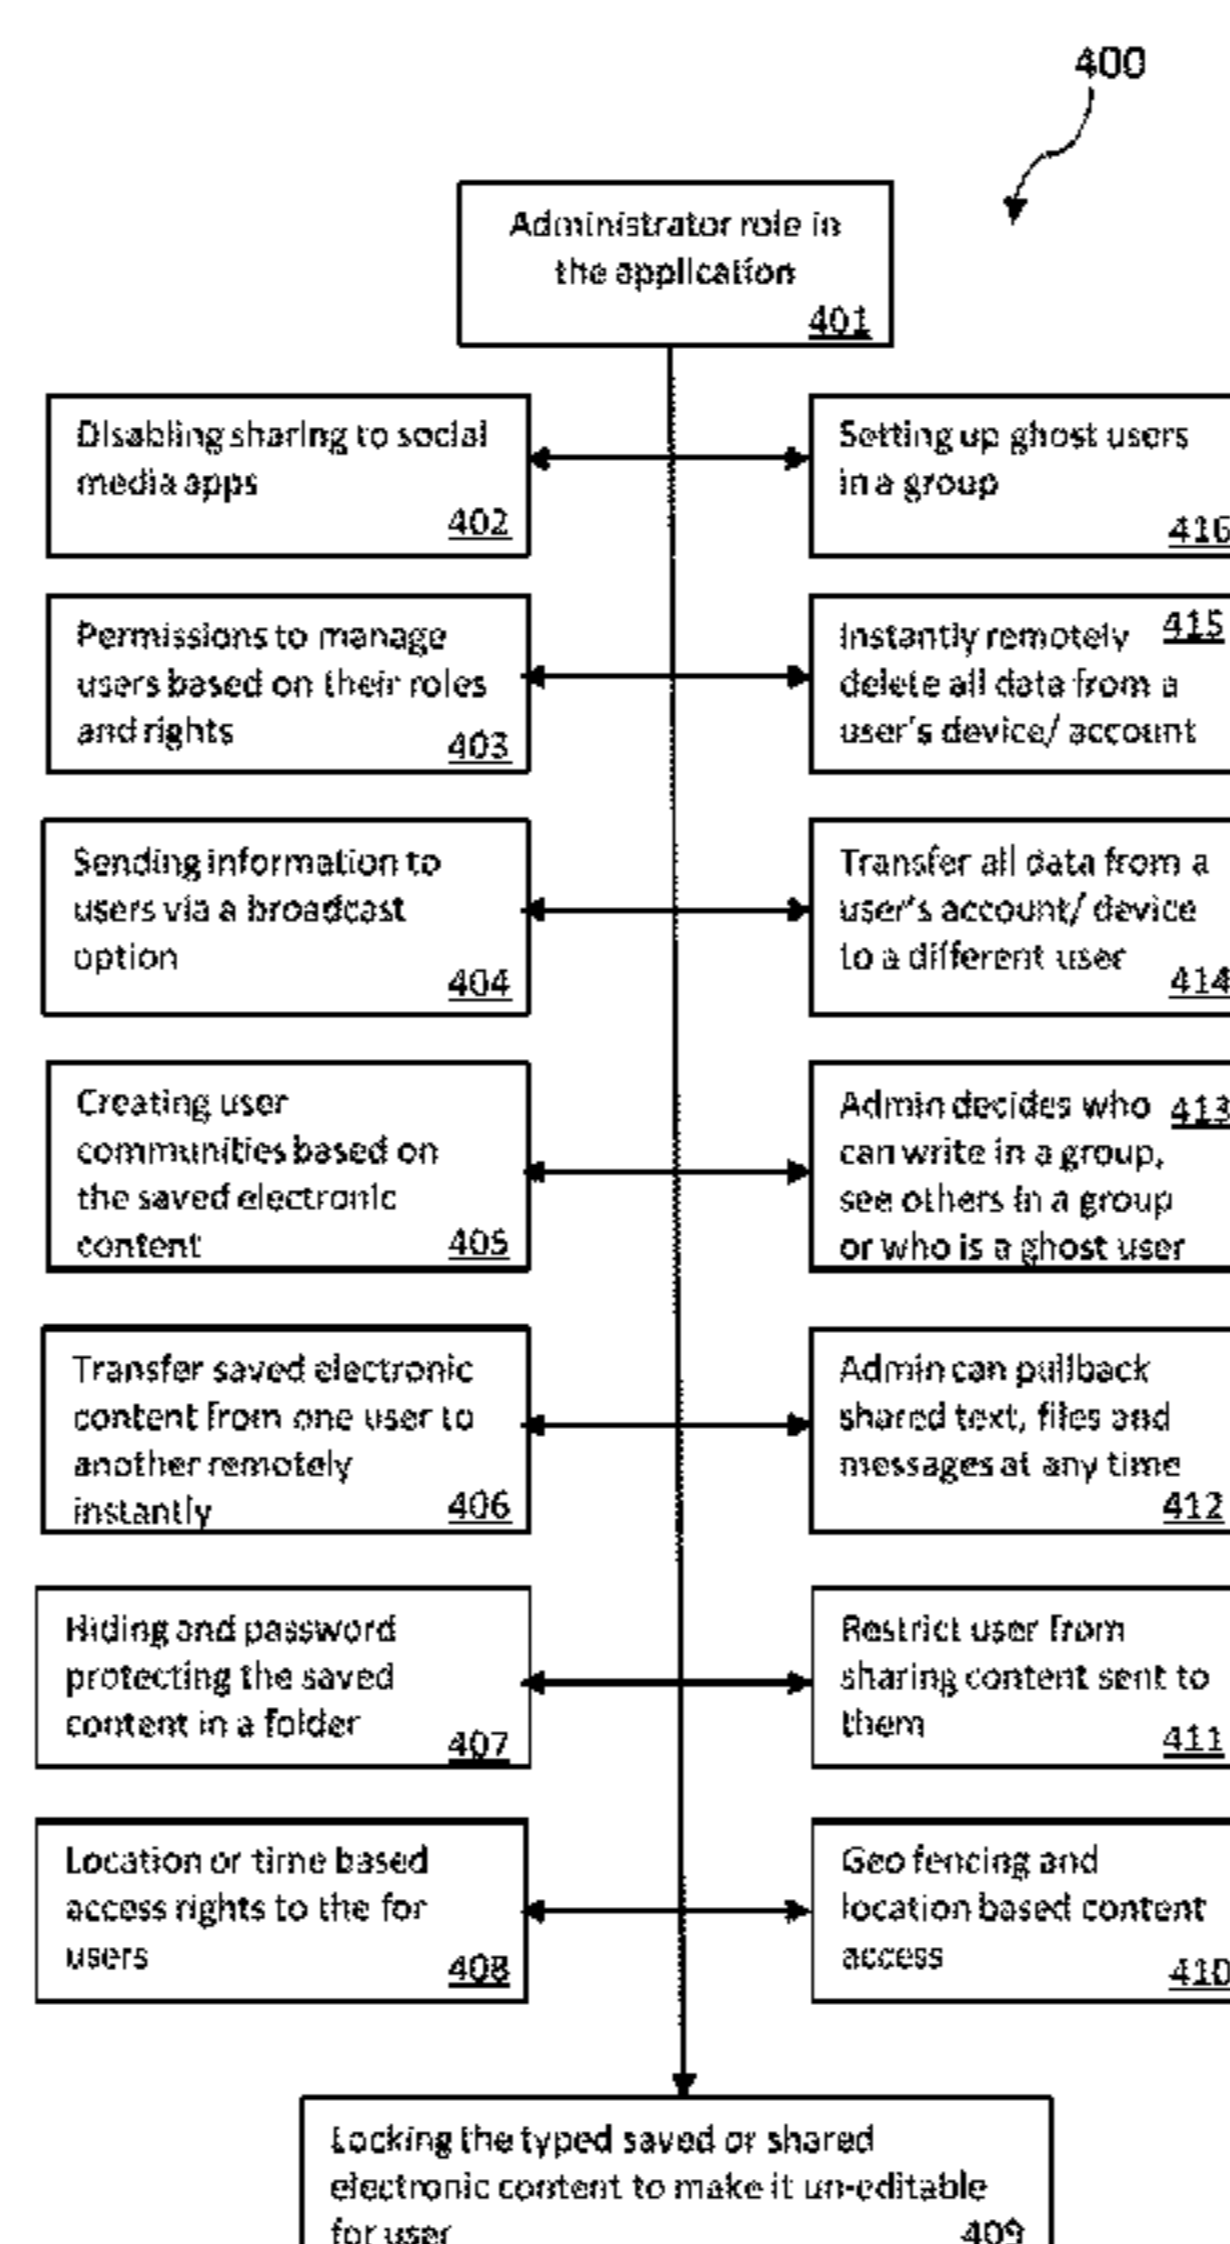 400
Administrator role in
the application
401
Disabling sharing to social
media apps
402
Setting up ghost users
in a group
416
Permissions to manage
users based on their roles
and rights
403
Instantly remotely 415
delete all data from a
user's device/ account
Sending information to
users via a broadcast
option
404
Transfer all data from a
user's account/ device
to a different user
414
Creating user
communities based on
the saved electronic
content
405
Admin decides who 413
can write in a group,
see others in a group
or who is a ghost user
Transfer saved electronic
content from one user to
another remotely
instantly
406
Admin can pullback
shared text, files and
messages at any time
412
Hiding and password
protecting the saved
content in a folder
407
Restrict user from
sharing content sent to
them
411
Location or time based
access rights to the for
users
408
Geo fencing and
location based content
access
410
Locking the typed saved or shared
electronic content to make it un-editable
for user
409